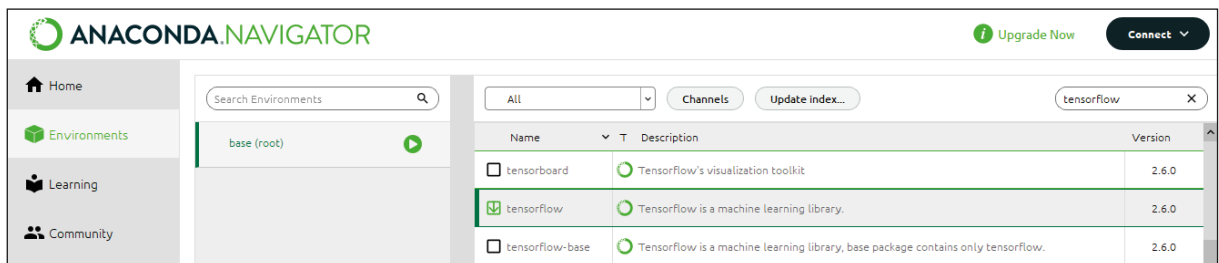 ANACONDA.NAVIGATOR
i Upgrade Now
Connect
Home
Environments
Learning
Community
Search Environments
base (root)
All
Channels
Update index...
tensorflow X
Name T Description Version
tensorboard Tensorflow's visualization toolkit 2.6.0
tensorflow Tensorflow is a machine learning library. 2.6.0
tensorflow-base Tensorflow is a machine learning library, base package contains only tensorflow. 2.6.0